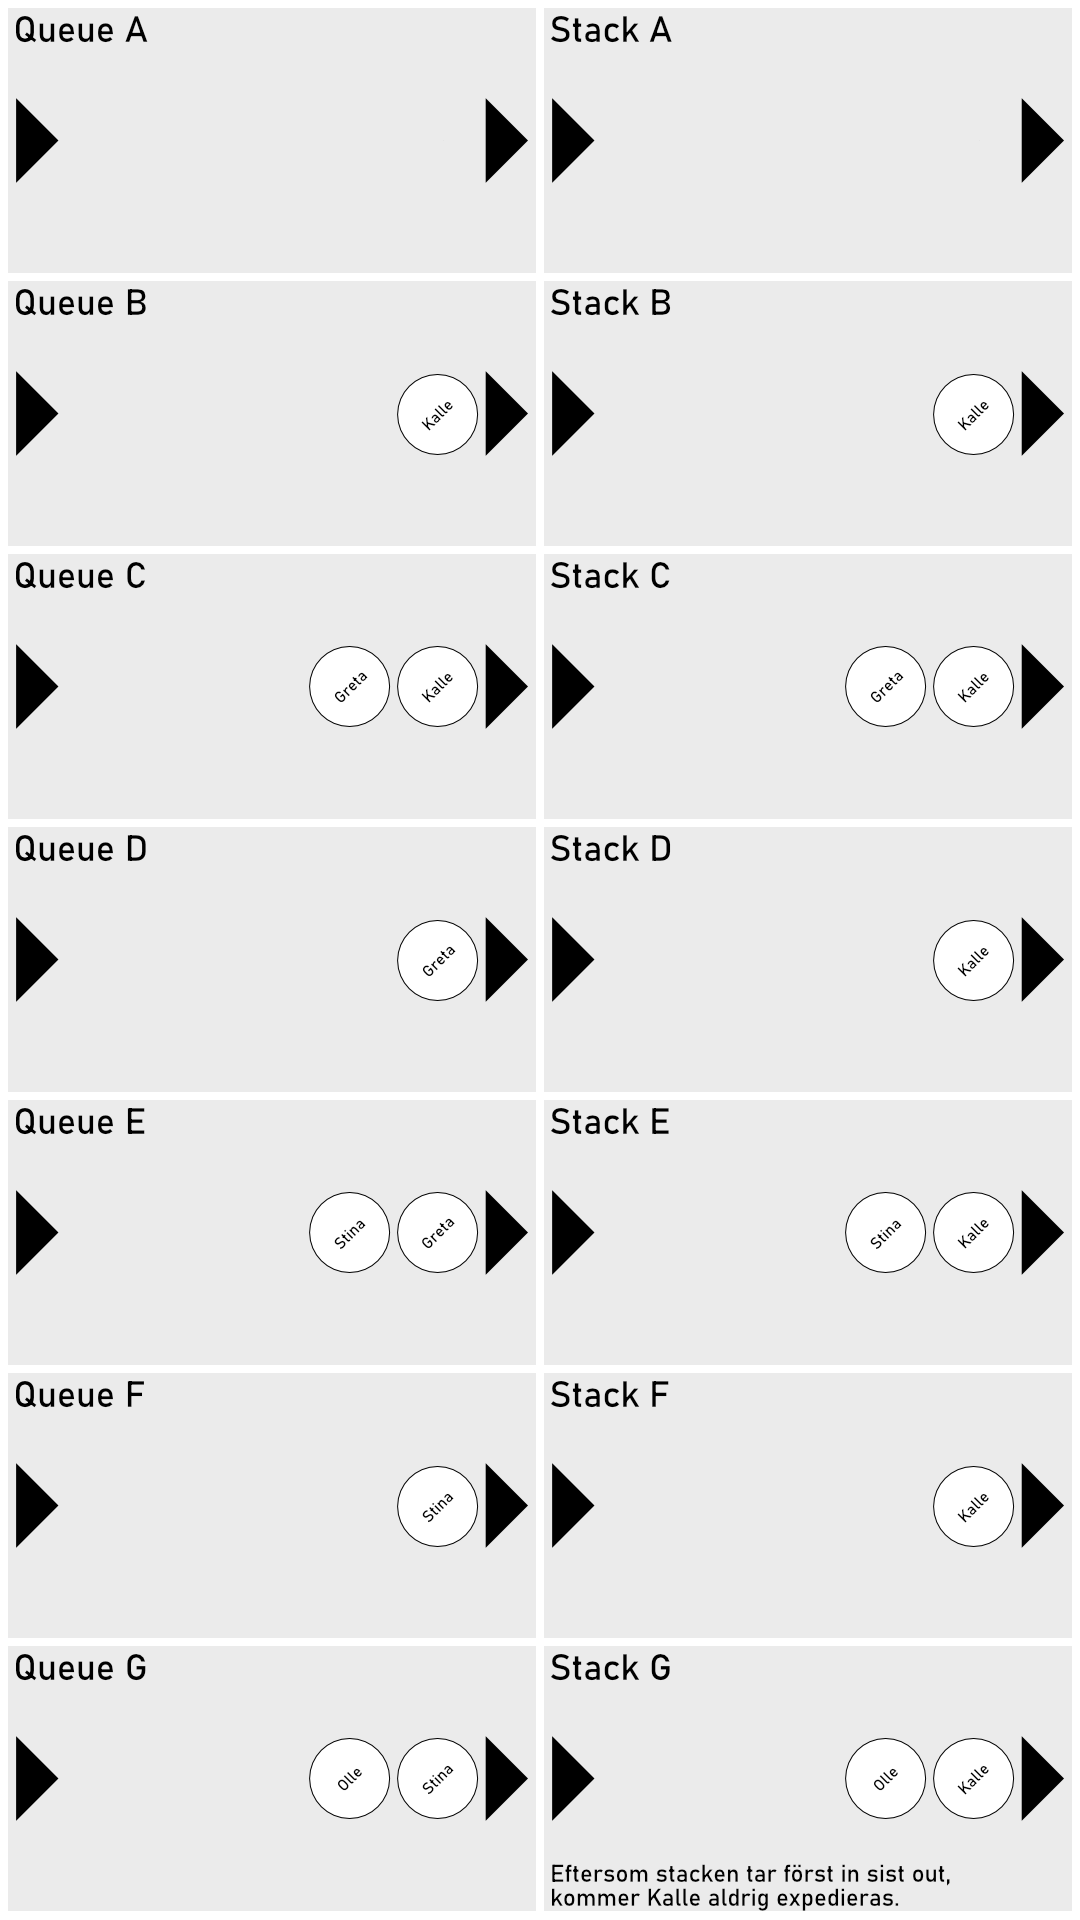 Queue A
Stack A
Queue B
Kalle
Stack B
Kalle
Queue C
Greta
Kalle
Stack C
Greta
Kalle
Queue D
Greta
Stack D
Kalle
Queue E
Stina
Greta
Stack E
Stina
Kalle
Queue F
Stina
Stack F
Kalle
Queue G
Olle
Stina
Stack G
Olle
Kalle
Eftersom stacken tar först in sist out,
kommer Kalle aldrig expedieras.